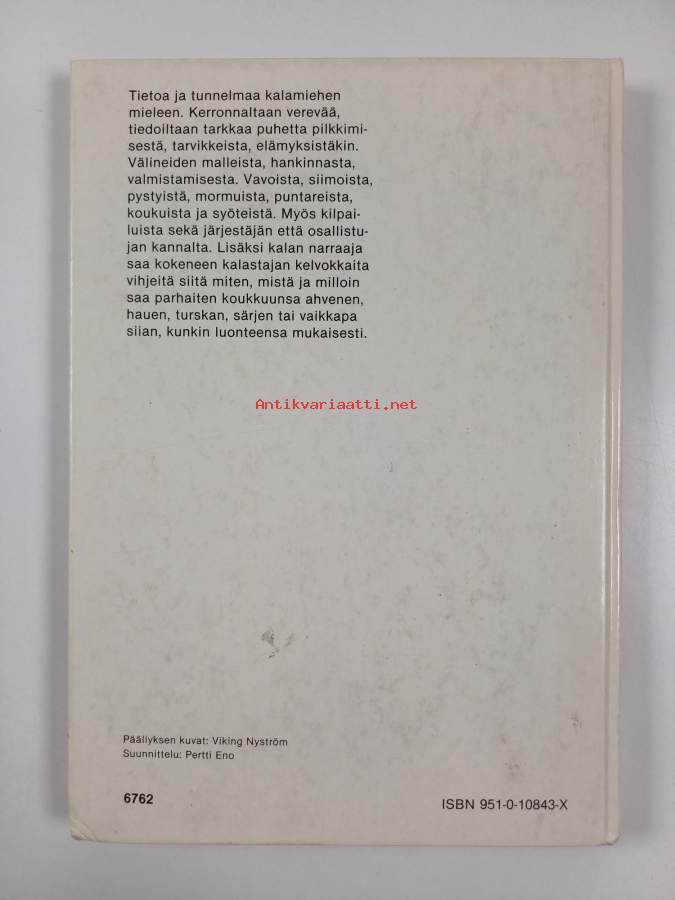 Tietoa ja tunnelmaa kalamiehen
mieleen. Kerronnaltaan verevää,
tiedoiltaan tarkkaa puhetta pilkkimi-
sestä, tarvikkeista, elämyksistäkin.
Välineiden malleista, hankinnasta,
valmistamisesta. Vavoista, siimoista,
pystyistä, mormuista, puntareista,
koukuista ja syöteistä. Myös kilpai-
luista sekä järjestäjän että osallistu-
jan kannalta. Lisäksi kalan narraaja
saa kokeneen kalastajan kelvokkaita
vihjeitä siitä miten, mistä ja milloin
saa parhaiten koukkuunsa ahvenen,
hauen, turskan, särjen tai vaikkapa
siian, kunkin luonteensa mukaisesti.
Antikvariaatti.net
Päällyksen kuvat: Viking Nyström
Suunnittelu: Pertti Eno
6762
ISBN 951-0-10843-X